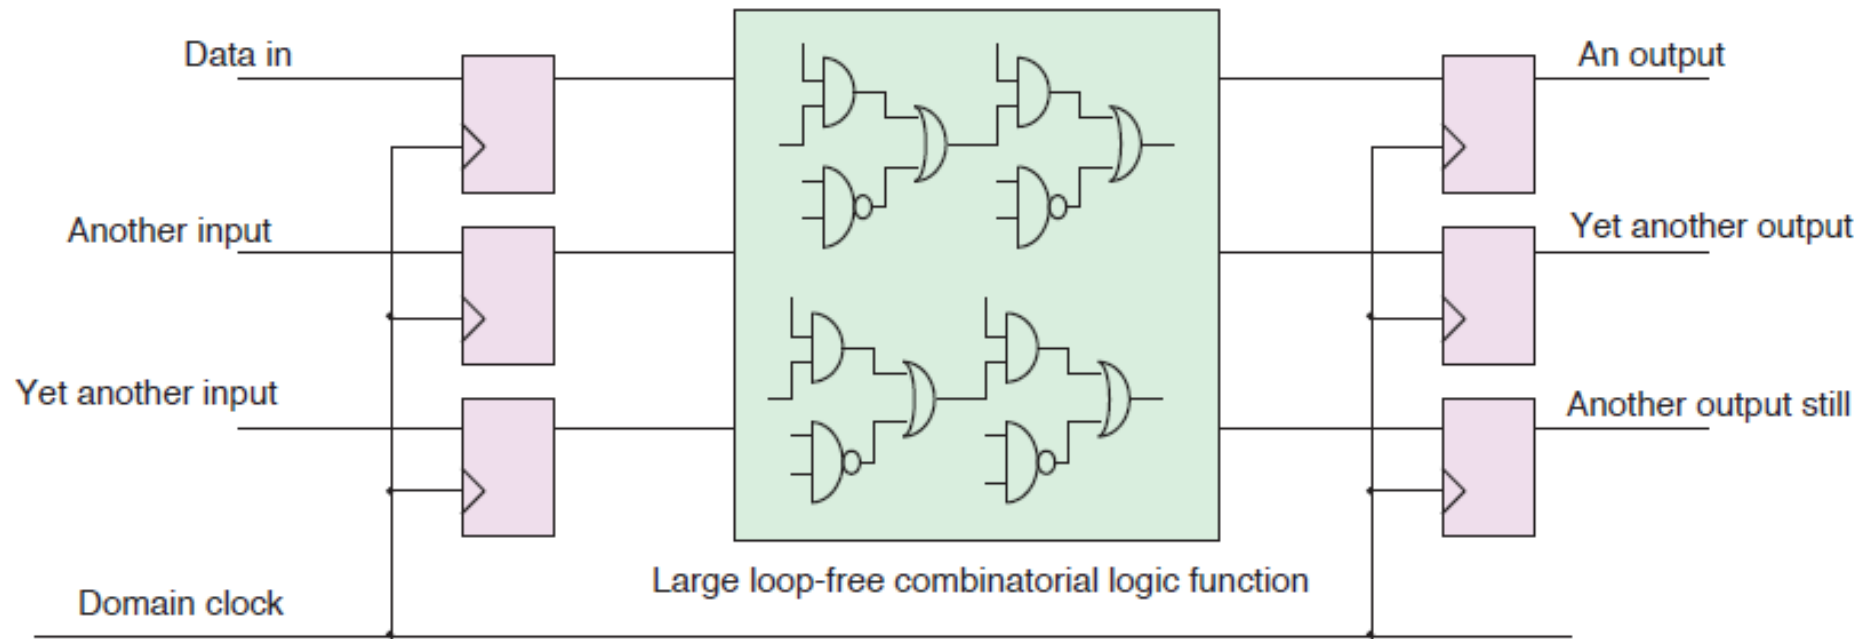 Data in
An output
Another input
Yet another output
Yet another input
Another output still
Large loop-free combinatorial logic function
Domain clock